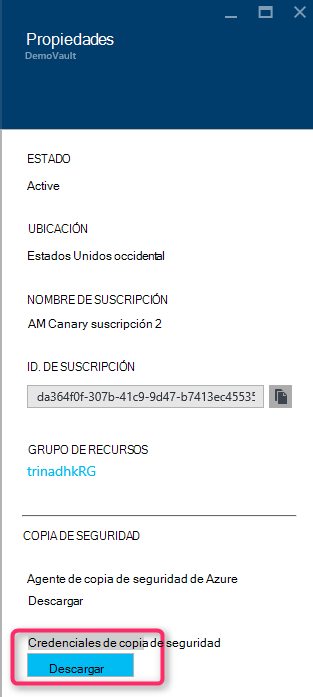 Propiedades
DemoVault
ESTADO
Active
UBICACIÓN
Estados Unidos occidental
NOMBRE DE SUSCRIPCIÓN
AM Canary suscripción 2
ID. DE SUSCRIPCIÓN
da364f0f-307b-41c9-9d47-b7413ec45535
GRUPO DE RECURSOS
trinadhkRG
COPIA DE SEGURIDAD
Agente de copia de seguridad de Azure
Descargar
Credenciales de copia de seguridad
Descargar